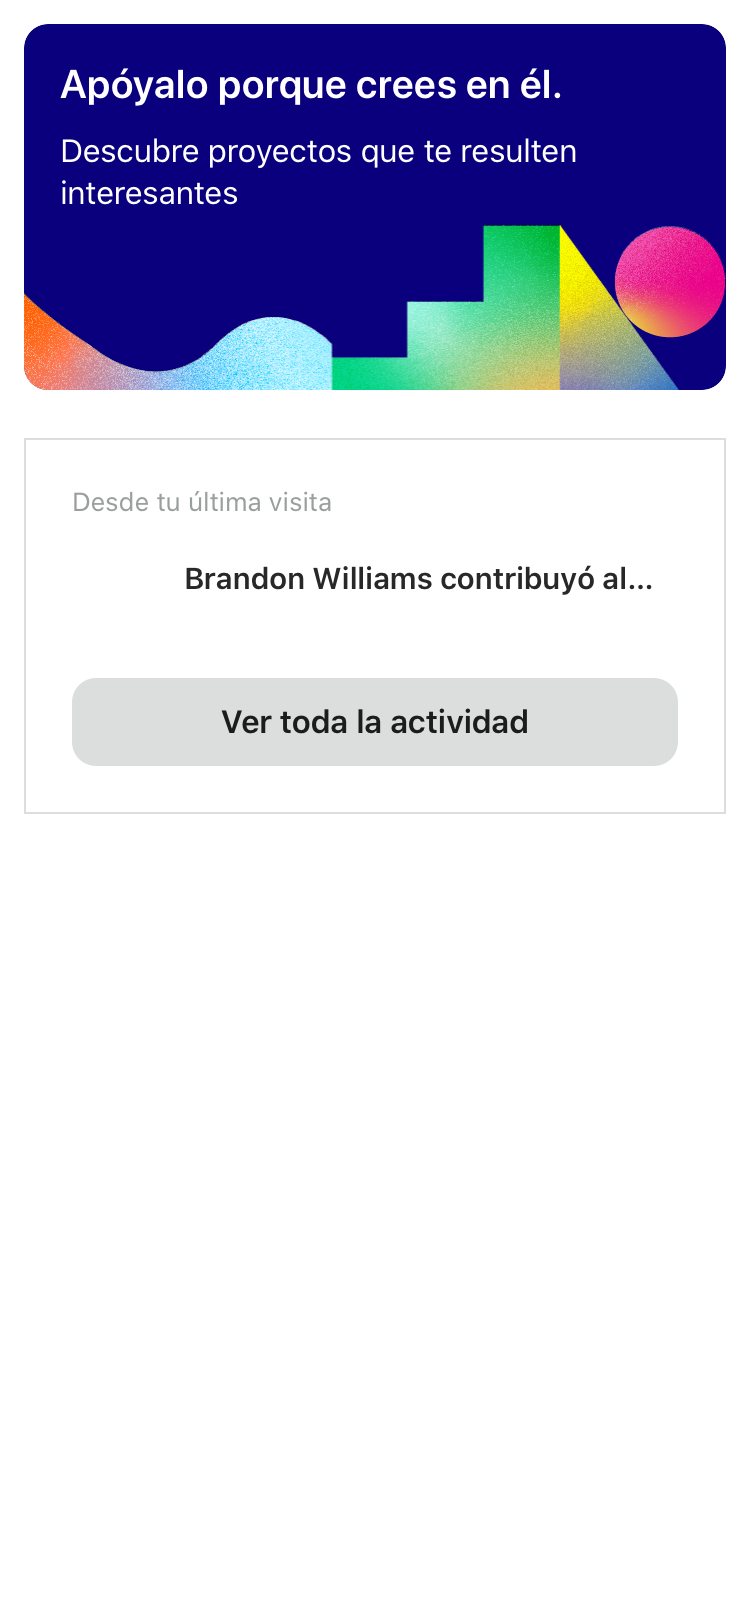 Apóyalo porque crees en él.
Descubre proyectos que te resulten
interesantes
Desde tu última visita
Brandon Williams contribuyó al...
Ver toda la actividad